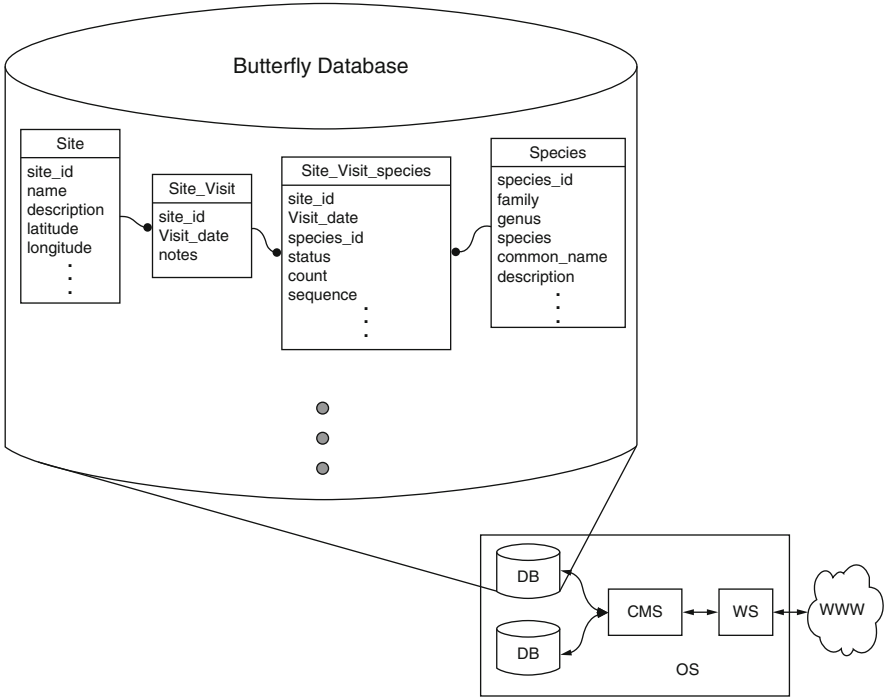 Butterfly Database
Site
site_id
name
description
latitude
longitude
Site_Visit
site_id
Visit_date
notes
Site_Visit_species
site_id
Visit_date
species_id
status
count
sequence
Species
species_id
family
genus
species
common_name
description
DB
DB
CMS
WS
WWW
OS